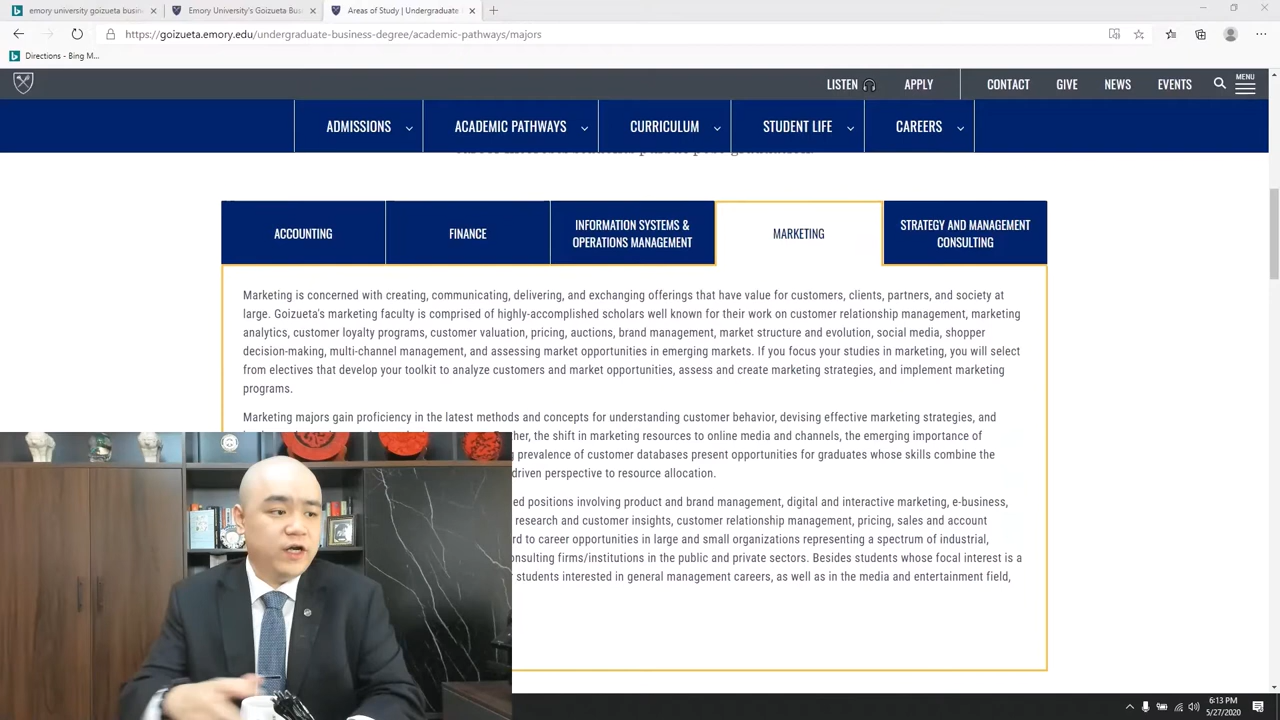 emory university goizueta busine
Emory University's Goizueta Busi
Areas of Study | Undergraduate
https://goizueta.emory.edu/undergraduate-business-degree/academic-pathways/majors
Directions - Bing M...
LISTEN
APPLY
CONTACT
GIVE
NEWS
EVENTS
MENU
ADMISSIONS
ACADEMIC PATHWAYS
CURRICULUM
STUDENT LIFE
CAREERS
ACCOUNTING
FINANCE
INFORMATION SYSTEMS &
OPERATIONS MANAGEMENT
MARKETING
STRATEGY AND MANAGEMENT
CONSULTING
Marketing is concerned with creating, communicating, delivering, and exchanging offerings that have value for customers, clients, partners, and society at
large. Goizueta's marketing faculty is comprised of highly-accomplished scholars well known for their work on customer relationship management, marketing
analytics, customer loyalty programs, customer valuation, pricing, auctions, brand management, market structure and evolution, social media, shopper
decision-making, multi-channel management, and assessing market opportunities in emerging markets. If you focus your studies in marketing, you will select
from electives that develop your toolkit to analyze customers and market opportunities, assess and create marketing strategies, and implement marketing
programs.
Marketing majors gain proficiency in the latest methods and concepts for understanding customer behavior, devising effective marketing strategies, and
the shift in marketing resources to online media and channels, the emerging importance of
prevalence of customer databases present opportunities for graduates whose skills combine the
driven perspective to resource allocation.
positions involving product and brand management, digital and interactive marketing, e-business,
research and customer insights, customer relationship management, pricing, sales and account
to career opportunities in large and small organizations representing a spectrum of industrial,
firms/institutions in the public and private sectors. Besides students whose focal interest is a
students interested in general management careers, as well as in the media and entertainment field,
6:13 PM
5/27/2020